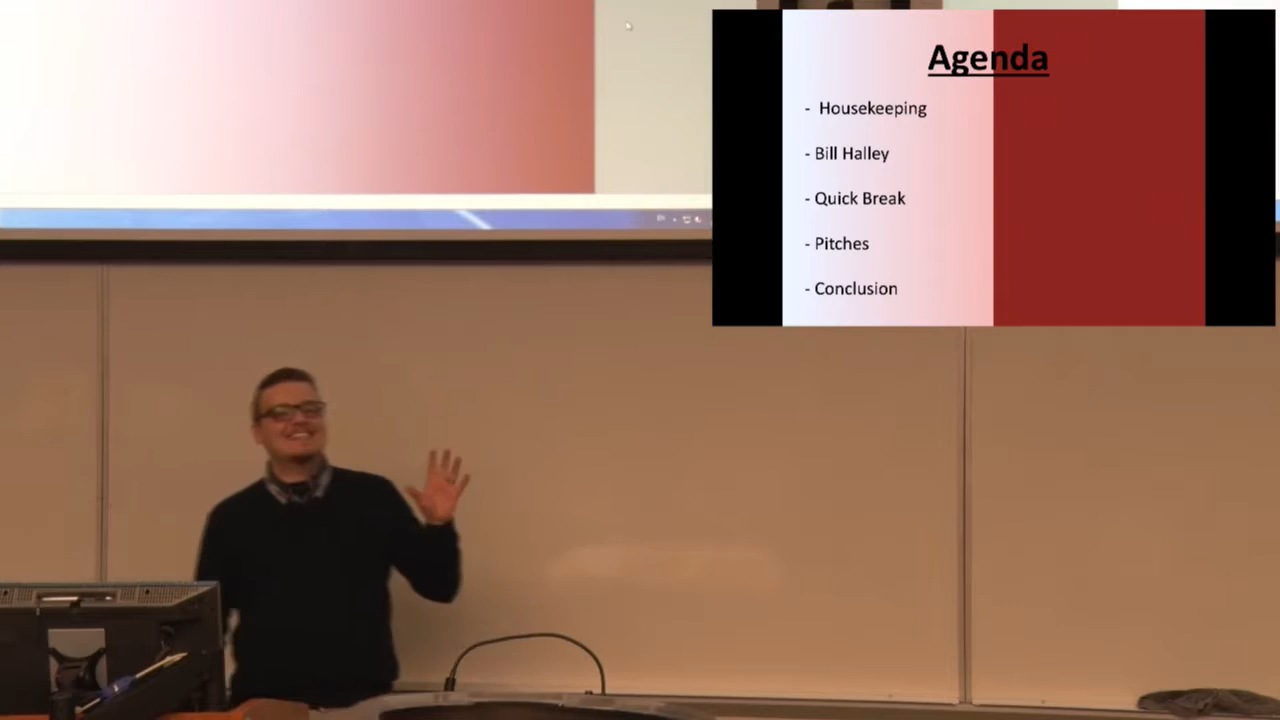 Agenda
- Housekeeping
- Bill Halley
- Quick Break
- Pitches
- Conclusion